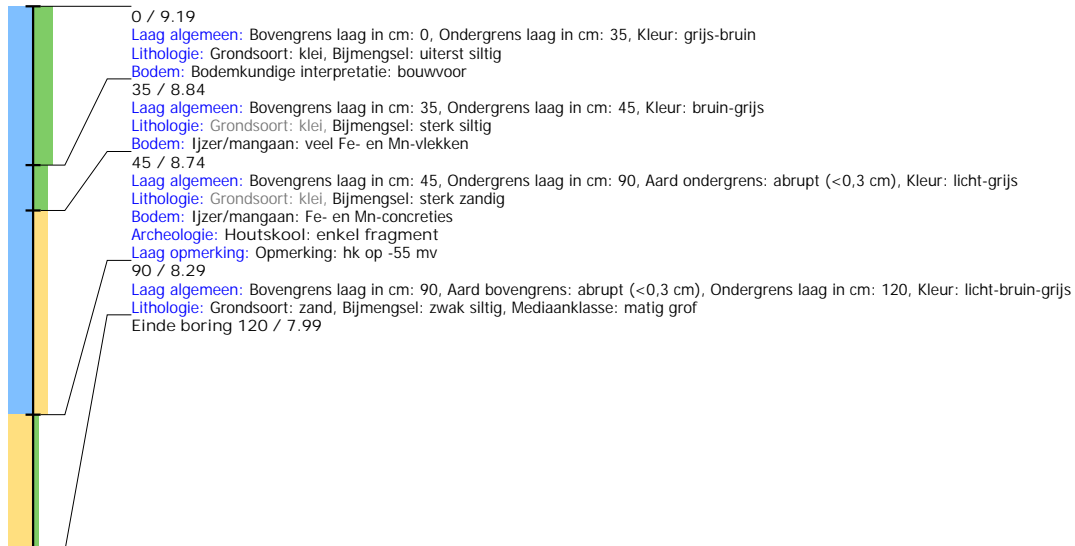 0 / 9.19
Laag algemeen: Bovengrens laag in cm: 0, Ondergrens laag in cm: 35, Kleur: grijs-bruin
Lithologie: Grondsoort: klei, Bijmengsel: uiterst siltig
Bodem: Bodemkundige interpretatie: bouwvoor
35 / 8.84
Laag algemeen: Bovengrens laag in cm: 35, Ondergrens laag in cm: 45, Kleur: bruin-grijs
Lithologie: Grondsoort: klei, Bijmengsel: sterk siltig
Bodem: Ijzer/mangaan: veel Fe- en Mn-vlekken
45 / 8.74
Laag algemeen: Bovengrens laag in cm: 45, Ondergrens laag in cm: 90, Aard ondergrens: abrupt (<0,3 cm), Kleur: licht-grijs
Lithologie: Grondsoort: klei, Bijmengsel: sterk zandig
Bodem: Ijzer/mangaan: Fe- en Mn-concreties
Archeologie: Houtskool: enkel fragment
Laag opmerking: Opmerking: hk op -55 mv
90 / 8.29
Laag algemeen: Bovengrens laag in cm: 90, Aard bovengrens: abrupt (<0,3 cm), Ondergrens laag in cm: 120, Kleur: licht-bruin-grijs
Lithologie: Grondsoort: zand, Bijmengsel: zwak siltig, Mediaanklasse: matig grof
Einde boring 120 / 7.99